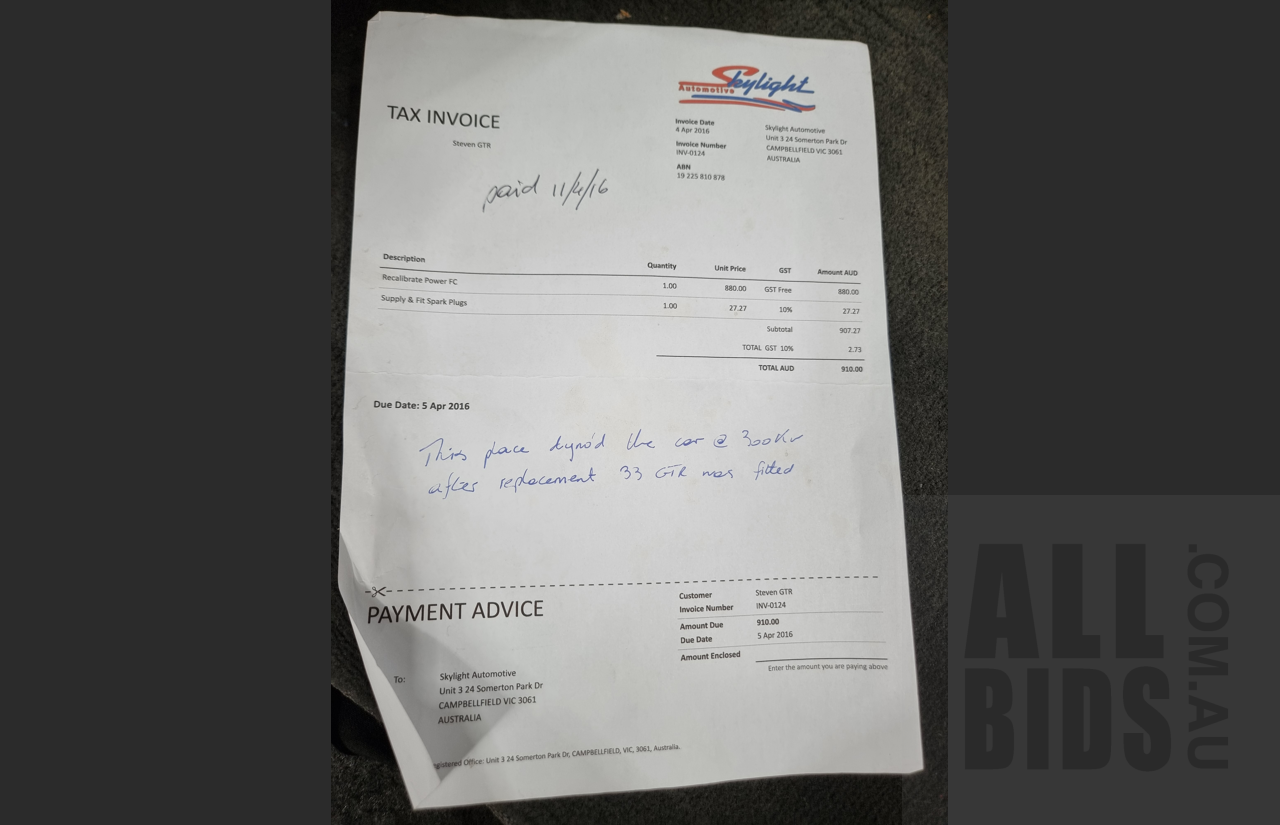 Skylight
Automotive
TAX INVOICE
Steven GTR
Invoice Date
4 Apr 2016
Invoice Number
INV-0124
ABN
19 225 810 879
Skylight Automotive
Unit 3 24 Somerton Park Dr
CAMPBELLFIELD VIC 3061
AUSTRALIA
paid 11/4/16
Description Quantity Unit Price GST Amount AUD
Recalibrate Power FC 1.00 880.00 GST Free 880.00
Supply & Fit Spark Plugs 1.00 27.27 10% 27.27
Subtotal 907.27
TOTAL GST 10% 2.73
TOTAL AUD 910.00
Due Date: 5 Apr 2016
This place dyno'd the car @ 300Kw
after replacement 33 GTR was fitted
PAYMENT ADVICE
Customer Steven GTR
Invoice Number INV-0124
Amount Due 910.00
Due Date 5 Apr 2016
Amount Enclosed
Enter the amount you are paying above
To:
Skylight Automotive
Unit 3 24 Somerton Park Dr
CAMPBELLFIELD VIC 3061
AUSTRALIA
gistered Office: Unit 3 24 Somerton Park Dr, CAMPBELLFIELD, VIC, 3061, Australia.
ALL
BIDS
.COM.AU